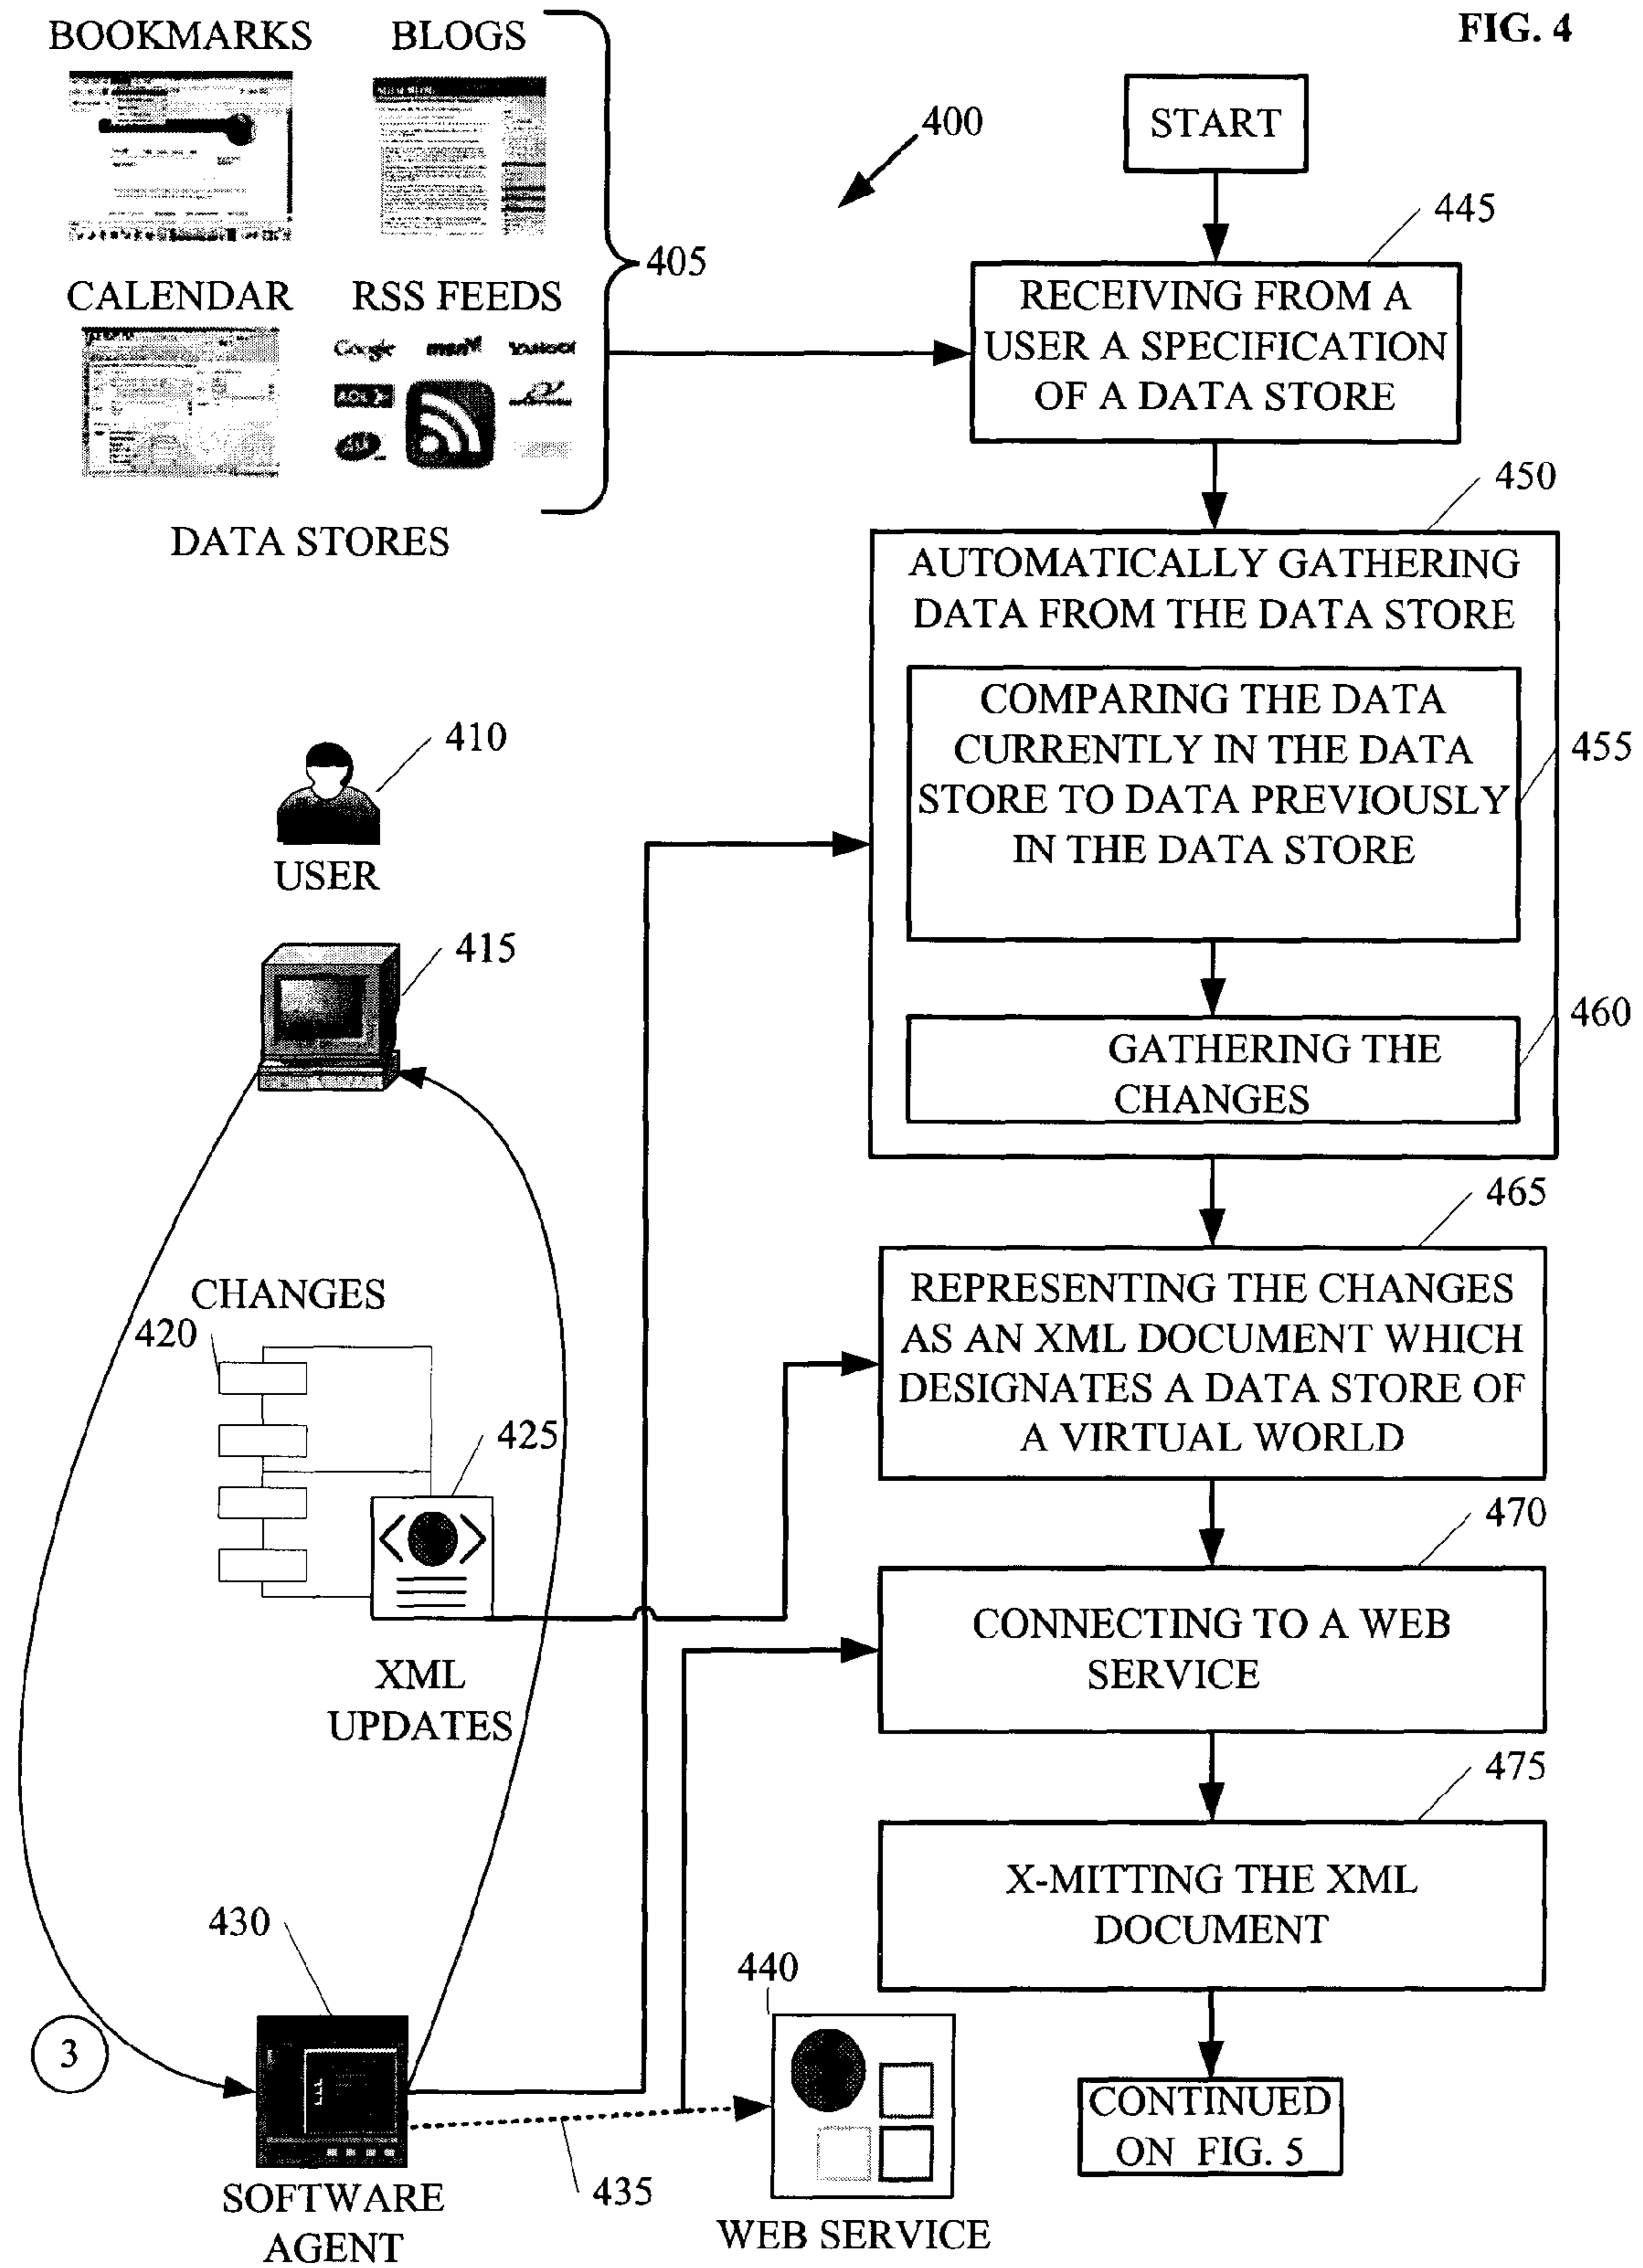 FIG. 4
BOOKMARKS
BLOGS
CALENDAR
RSS FEEDS
Google
msn
YAHOO!
AOL
405
DATA STORES
400
START
445
RECEIVING FROM A
USER A SPECIFICATION
OF A DATA STORE
450
AUTOMATICALLY GATHERING
DATA FROM THE DATA STORE
COMPARING THE DATA
CURRENTLY IN THE DATA
STORE TO DATA PREVIOUSLY
IN THE DATA STORE
455
GATHERING THE
CHANGES
460
410
USER
415
465
REPRESENTING THE CHANGES
AS AN XML DOCUMENT WHICH
DESIGNATES A DATA STORE OF
A VIRTUAL WORLD
CHANGES
420
425
XML
UPDATES
470
CONNECTING TO A WEB
SERVICE
475
X-MITTING THE XML
DOCUMENT
430
3
SOFTWARE
AGENT
435
440
WEB SERVICE
CONTINUED
ON FIG. 5